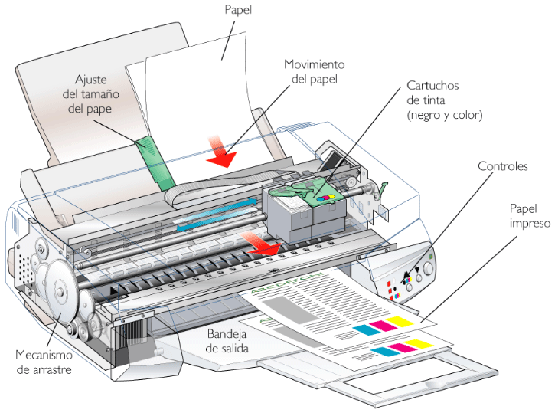 Papel
Movimiento
del papel
Ajuste
del tamaño
del pape
Cartuchos
de tinta
(negro y color)
Controles
Papel
impreso
Bandeja
de salida
Mecanismo
de arrastre